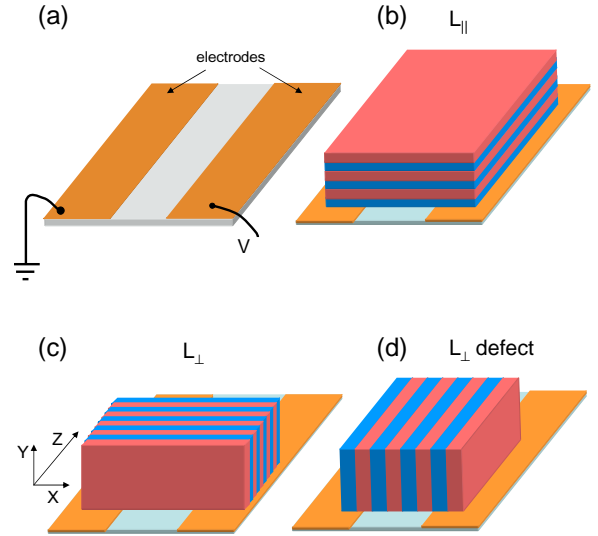 (a)
electrodes
V
(b)
L||
(c)
L⊥
Y
Z
X
(d)
L⊥ defect